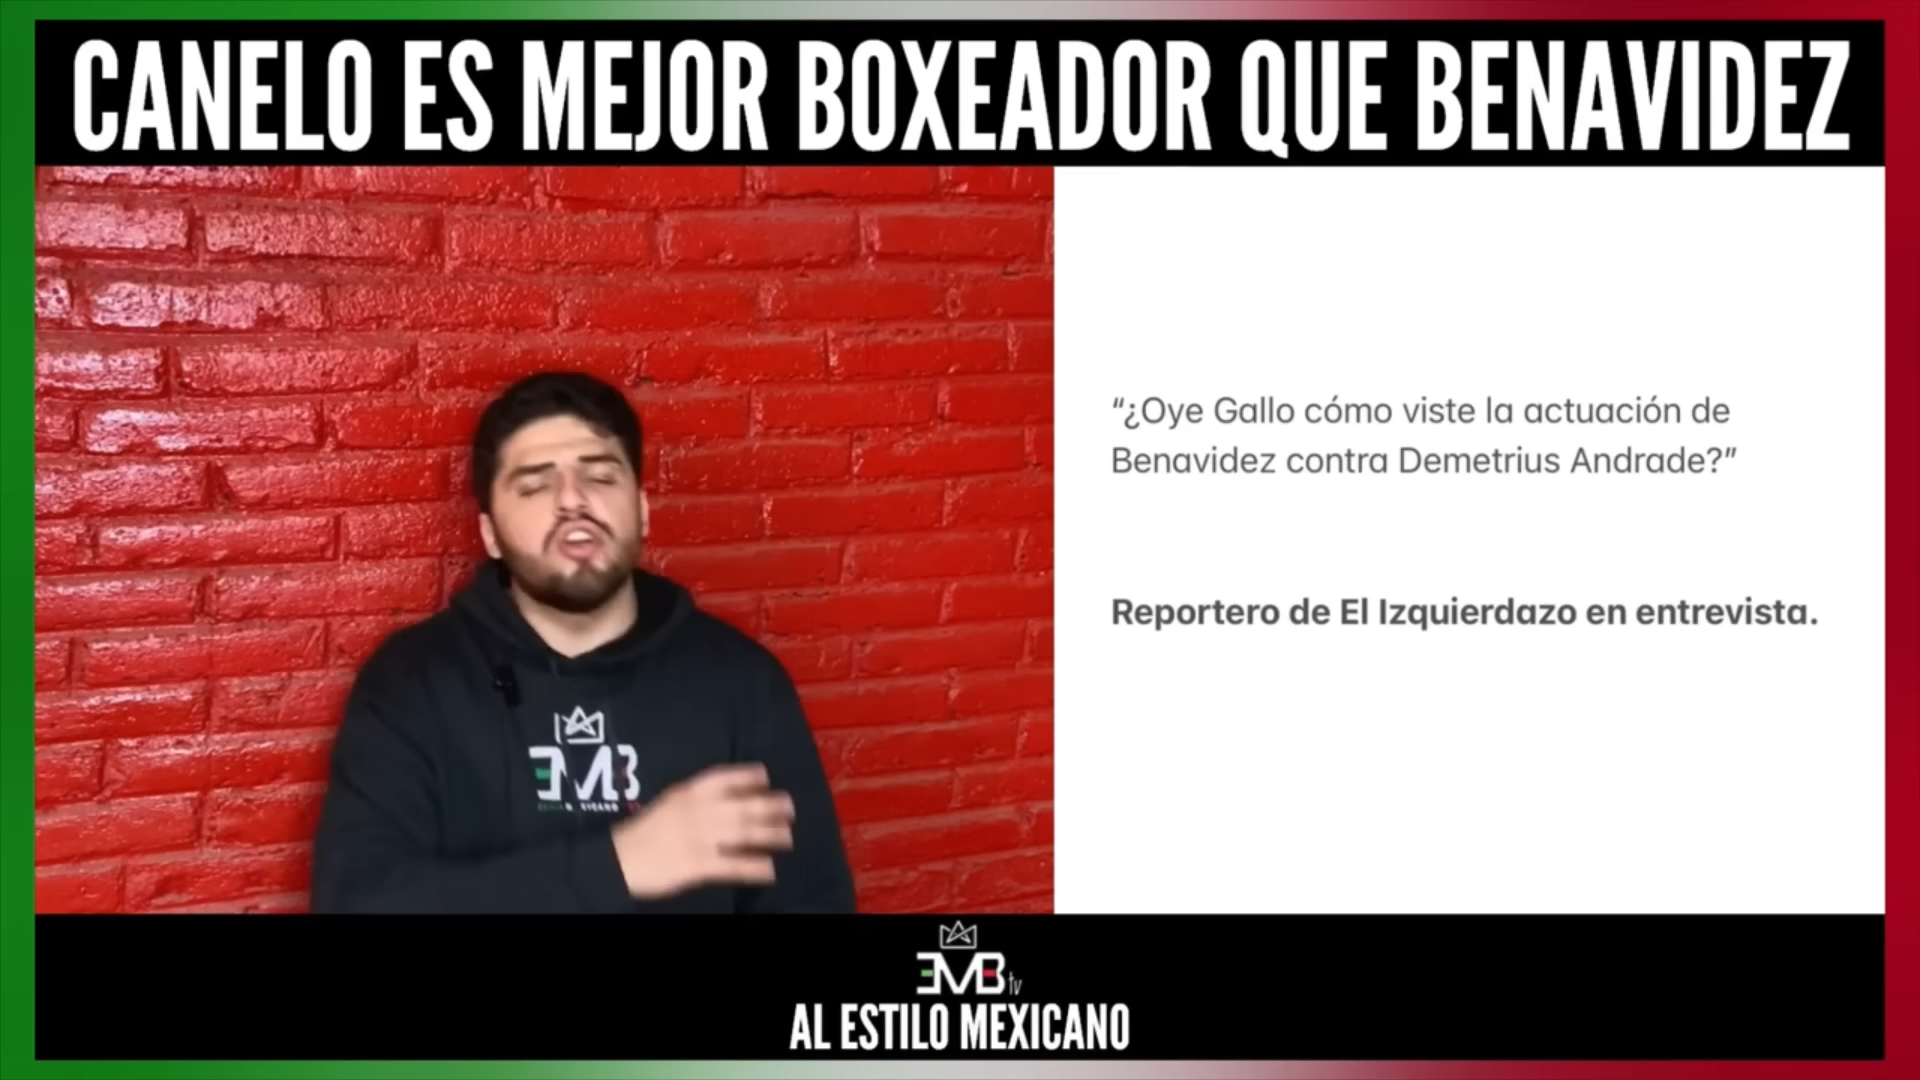 CANELO ES MEJOR BOXEADOR QUE BENAVIDEZ
“¿Oye Gallo cómo viste la actuación de
Benavidez contra Demetrius Andrade?”
Reportero de El Izquierdazo en entrevista.
EMB
EMB tv
AL ESTILO MEXICANO